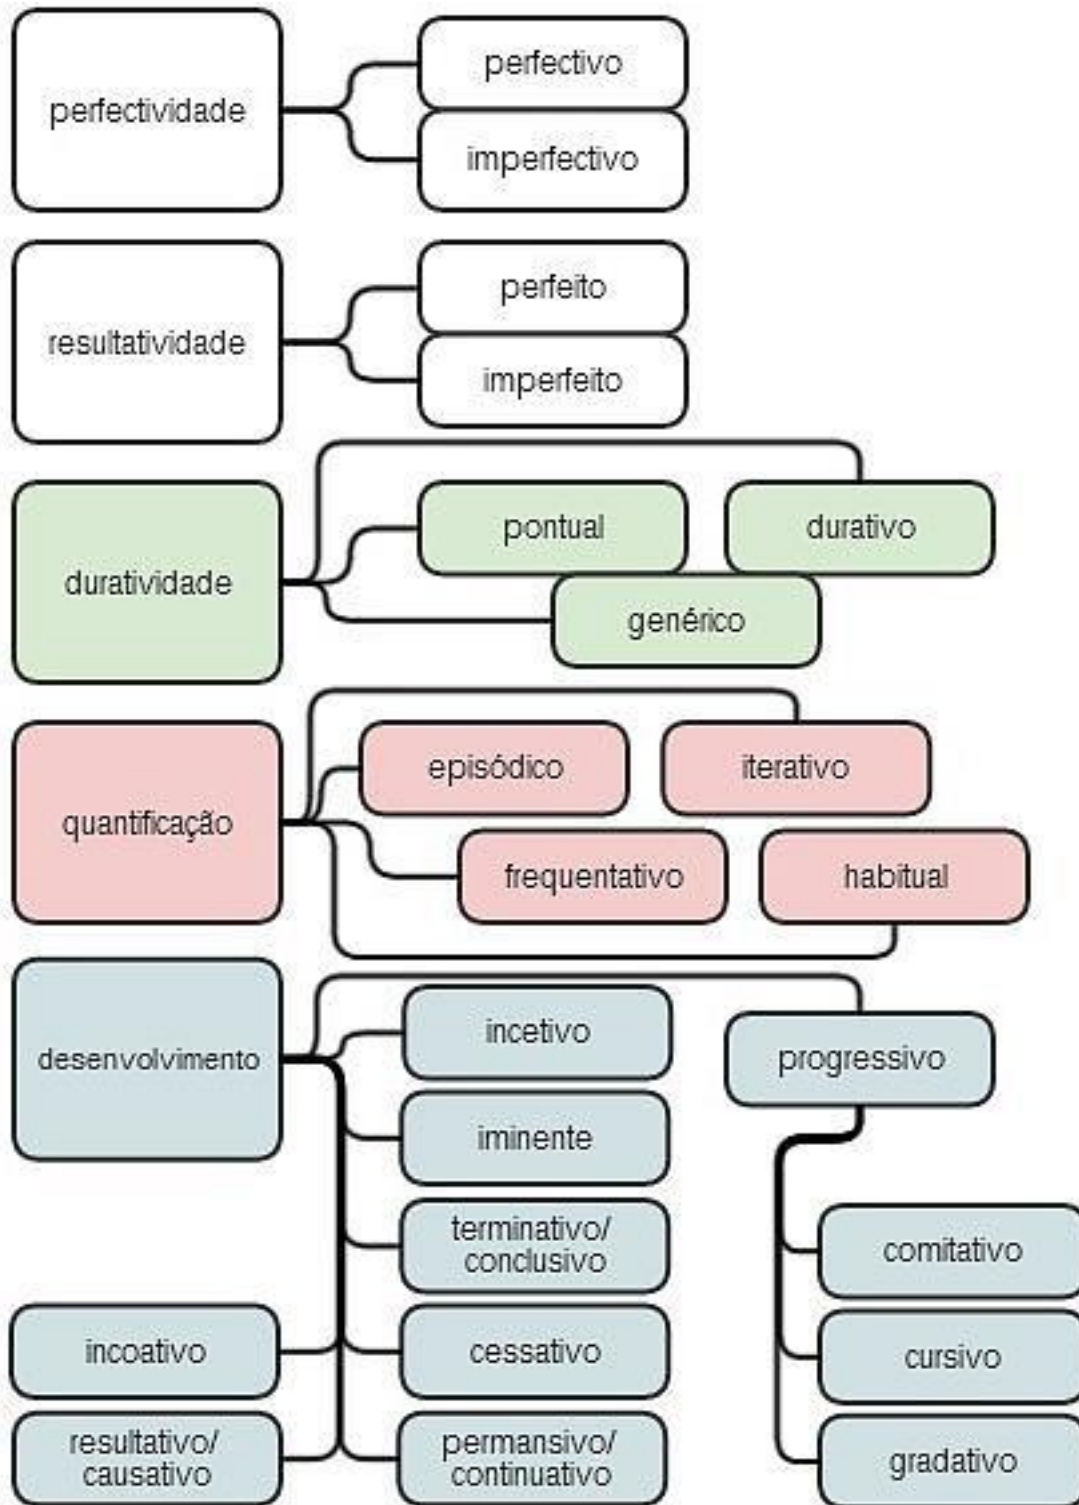 perfectividade
perfectivo
imperfectivo
resultatividade
perfeito
imperfeito
duratividade
pontual
durativo
genérico
quantificação
episódico
iterativo
frequentativo
habitual
desenvolvimento
incetivo
progressivo
iminente
terminativo/
conclusivo
comitativo
incoativo
cessativo
cursivo
resultativo/
causativo
permansivo/
continuativo
gradativo